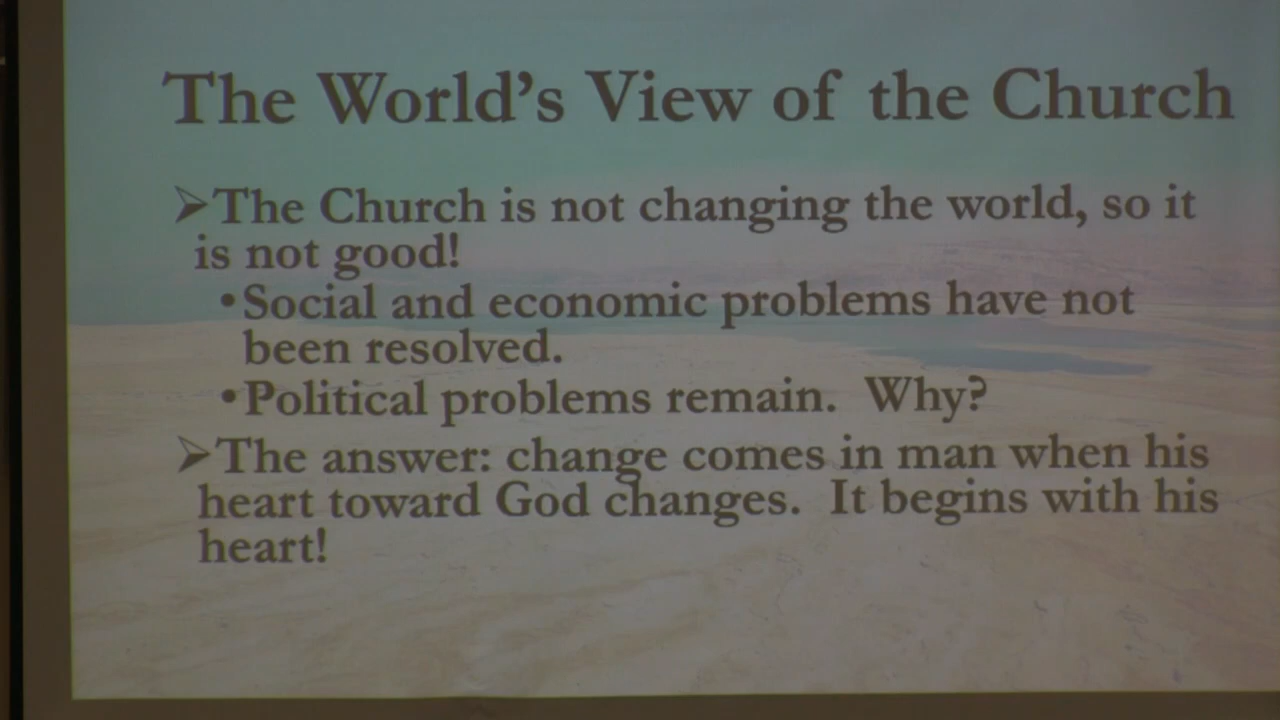 The World's View of the Church
➢The Church is not changing the world, so it
is not good!
•Social and economic problems have not
been resolved.
•Political problems remain.  Why?
➢The answer: change comes in man when his
heart toward God changes.  It begins with his
heart!